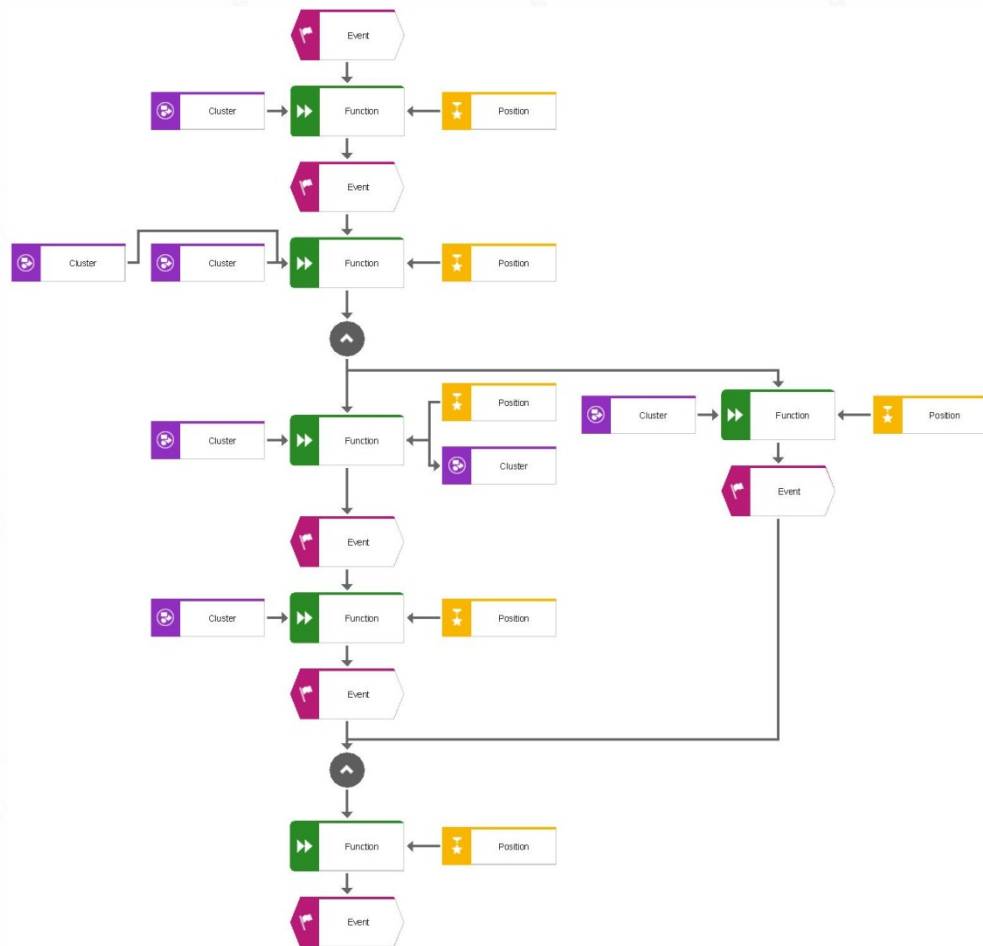 Event
Cluster
Function
Position
Event
Cluster
Cluster
Function
Position
Position
Cluster
Function
Position
Cluster
Function
Cluster
Event
Event
Cluster
Function
Position
Event
Function
Position
Event